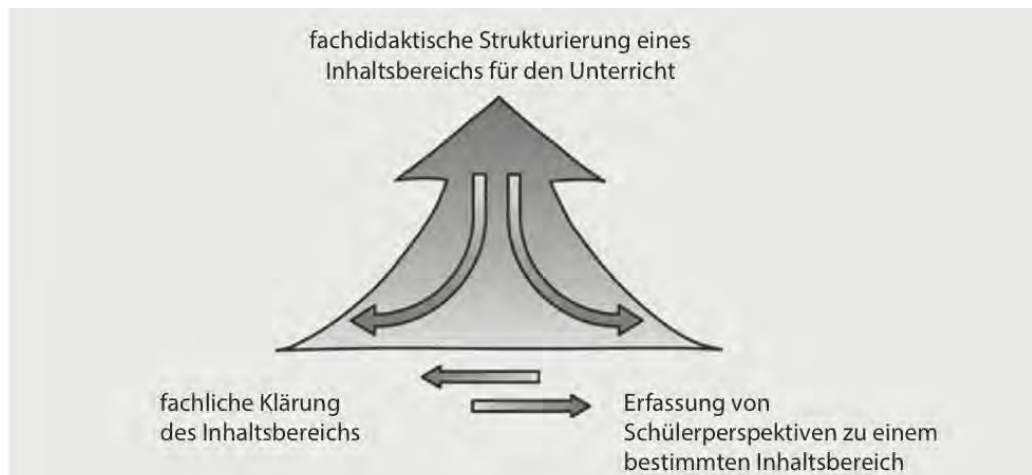 fachdidaktische Strukturierung eines
Inhaltsbereichs für den Unterricht
fachliche Klärung
des Inhaltsbereichs
Erfassung von
Schülerperspektiven zu einem
bestimmten Inhaltsbereich